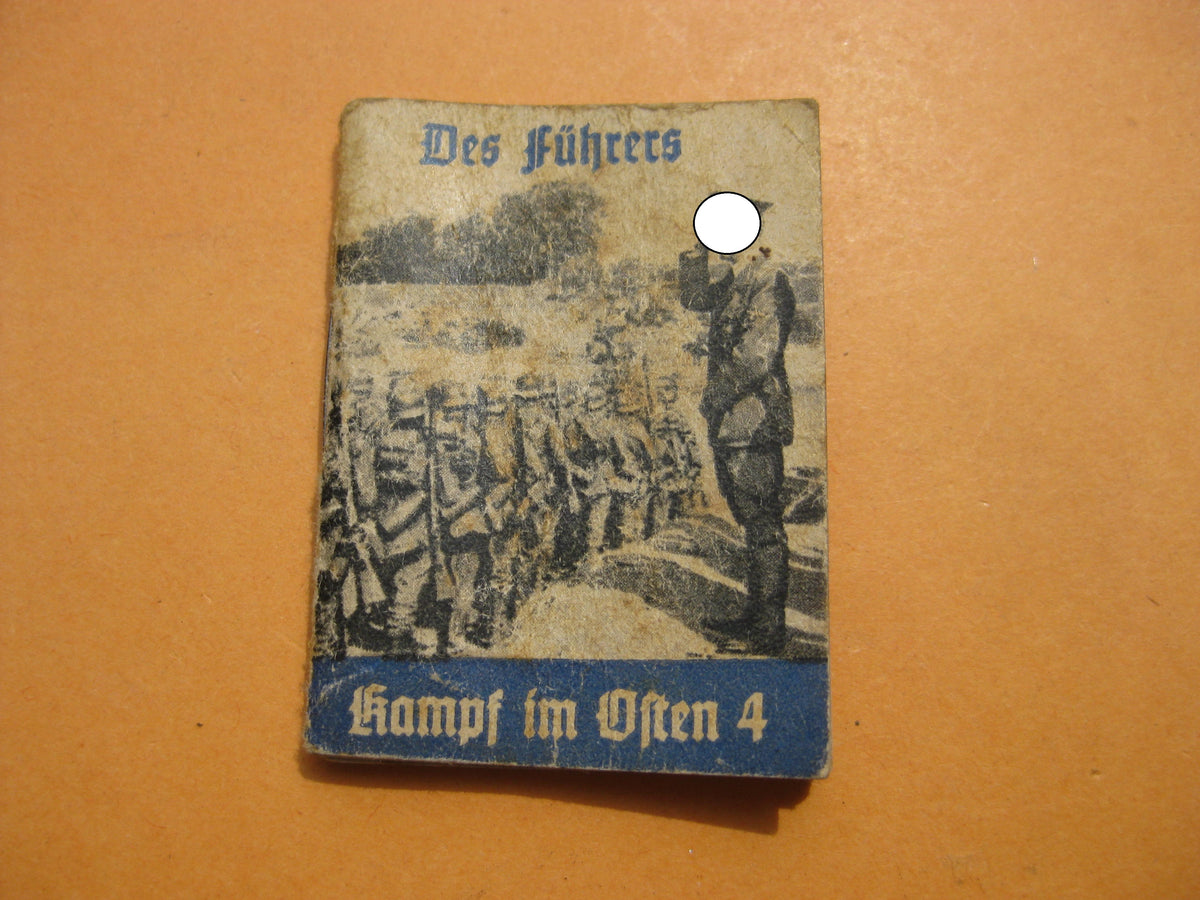 Des Führers
Kampf im Oſten 4